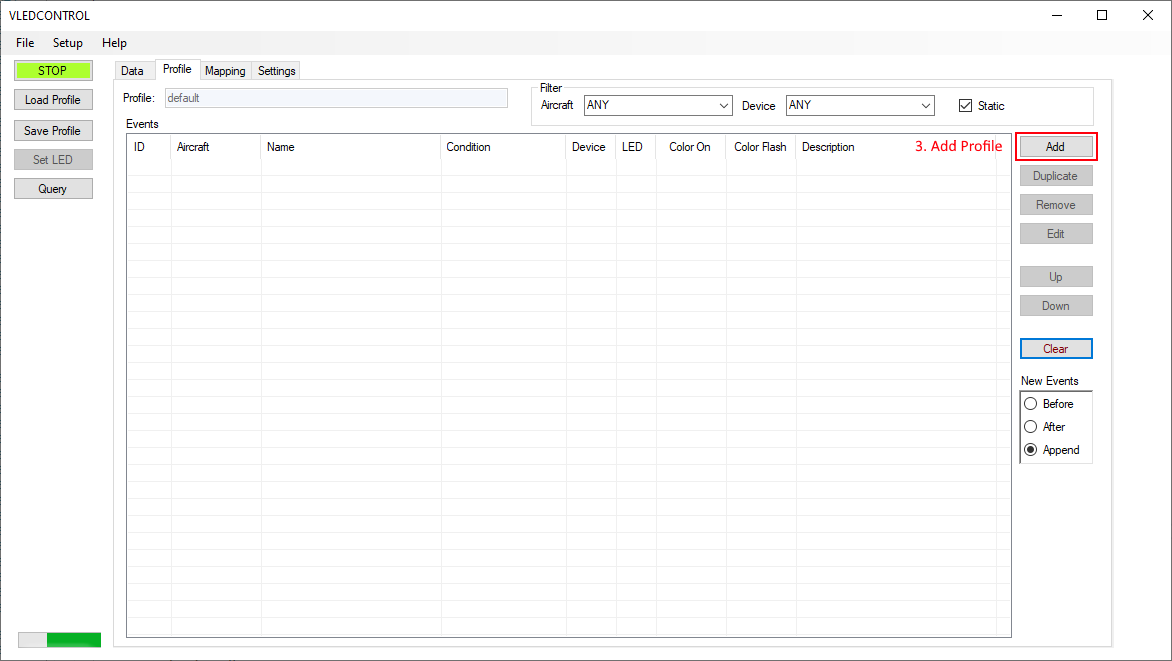 VLEDCONTROL
File Setup Help
STOP
Load Profile
Save Profile
Set LED
Query
Data Profile Mapping Settings
Profile: default
Filter
Aircraft ANY Device ANY Static
Events
ID Aircraft Name Condition Device LED Color On Color Flash Description
3. Add Profile
Add
Duplicate
Remove
Edit
Up
Down
Clear
New Events
Before
After
Append